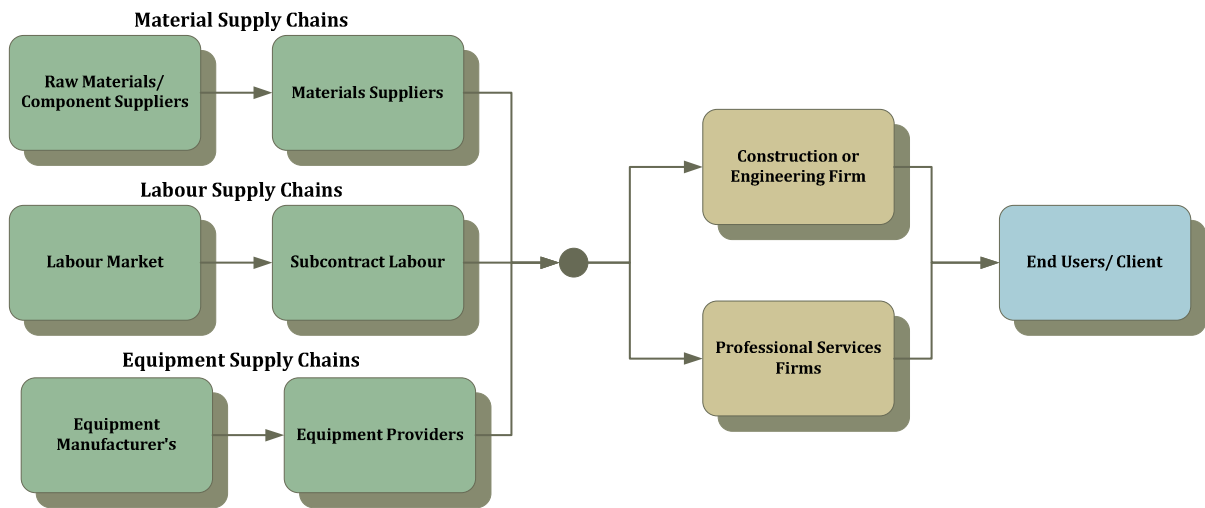 Material Supply Chains
Raw Materials/
Component Suppliers
Materials Suppliers
Construction or
Engineering Firm
Labour Supply Chains
Labour Market
Subcontract Labour
End Users/ Client
Equipment Supply Chains
Professional Services
Firms
Equipment
Manufacturer's
Equipment Providers